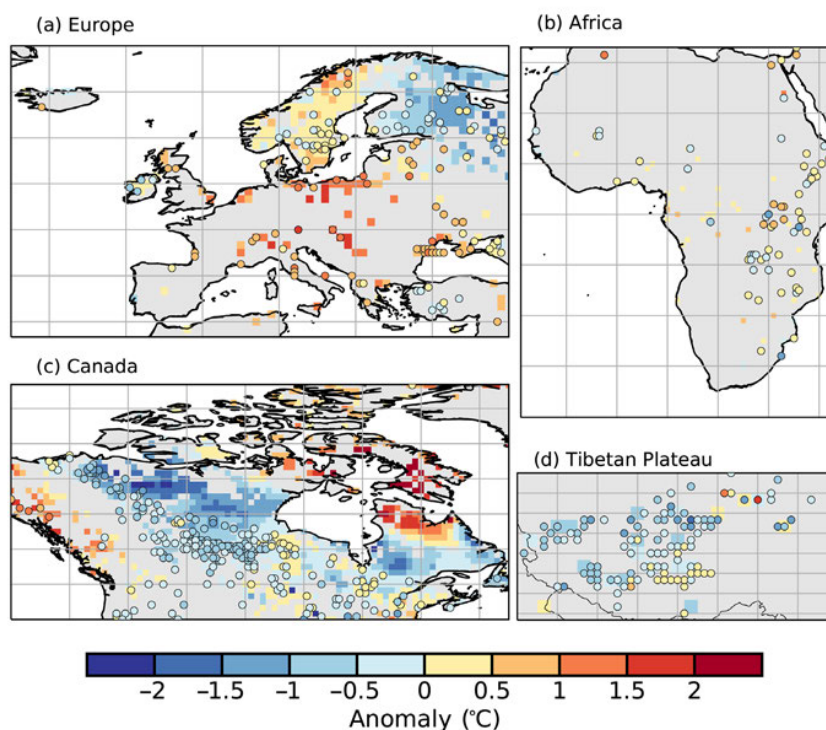 (a) Europe
(b) Africa
(c) Canada
(d) Tibetan Plateau
−2 −1.5 −1 −0.5 0 0.5 1 1.5 2
Anomaly (°C)